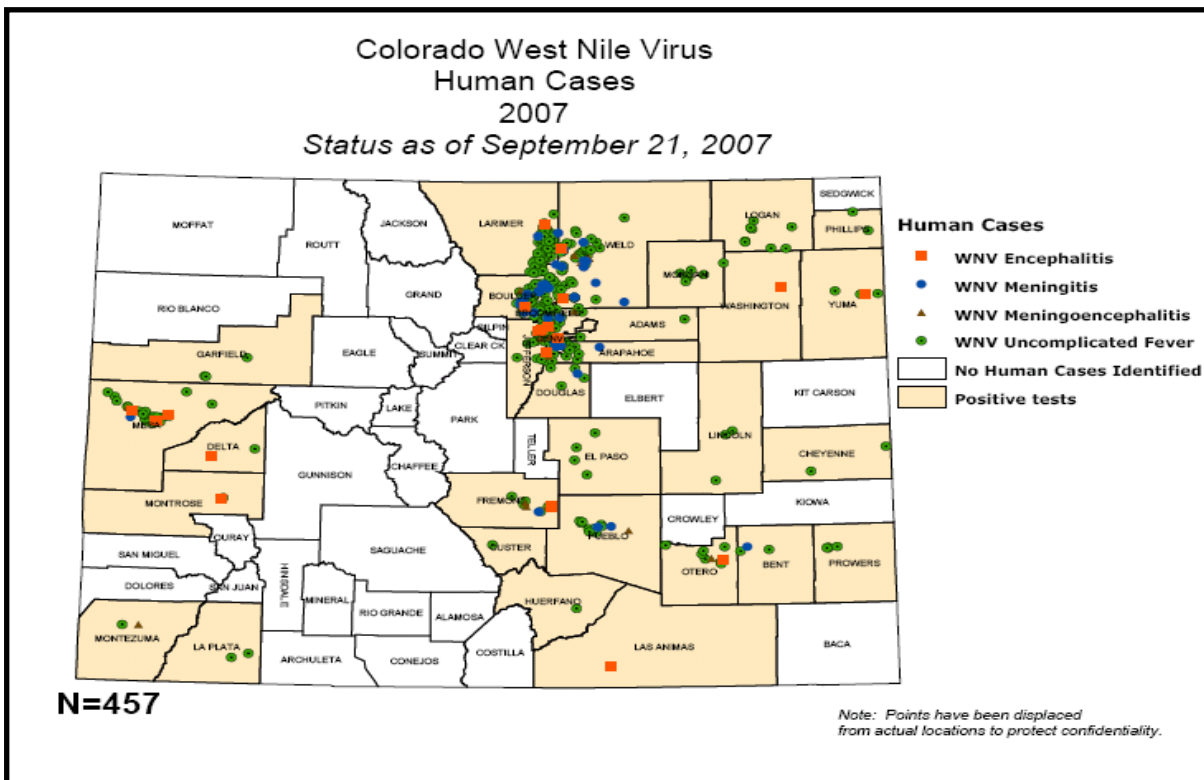 Colorado West Nile Virus
Human Cases
2007
Status as of September 21, 2007
SEDGWICK
MOFFAT
JACKSON
LARIMER
LOGAN
PHILLIPS
ROUTT
WELD
Human Cases
WNV Encephalitis
WNV Meningitis
WNV Meningoencephalitis
WNV Uncomplicated Fever
No Human Cases Identified
Positive tests
MORGAN
GRAND
BOULDER
WASHINGTON
YUMA
RIO BLANCO
ADAMS
GARFIELD
EAGLE
SUMMIT
CLEAR CK
ARAPAHOE
JEFFERSON
DOUGLAS
ELBERT
KIT CARSON
PITKIN
LAKE
PARK
MESA
TELLER
LINCOLN
DELTA
CHAFFEE
EL PASO
CHEYENNE
GUNNISON
MONTROSE
FREMONT
KIOWA
CROWLEY
OURAY
PUEBLO
SAN MIGUEL
SAGUACHE
CUSTER
OTERO
BENT
PROWERS
DOLORES
SAN JUAN
HINSDALE
MINERAL
RIO GRANDE
ALAMOSA
HUERFANO
MONTEZUMA
LA PLATA
ARCHULETA
CONEJOS
COSTILLA
LAS ANIMAS
BACA
N=457
Note: Points have been displaced
from actual locations to protect confidentiality.